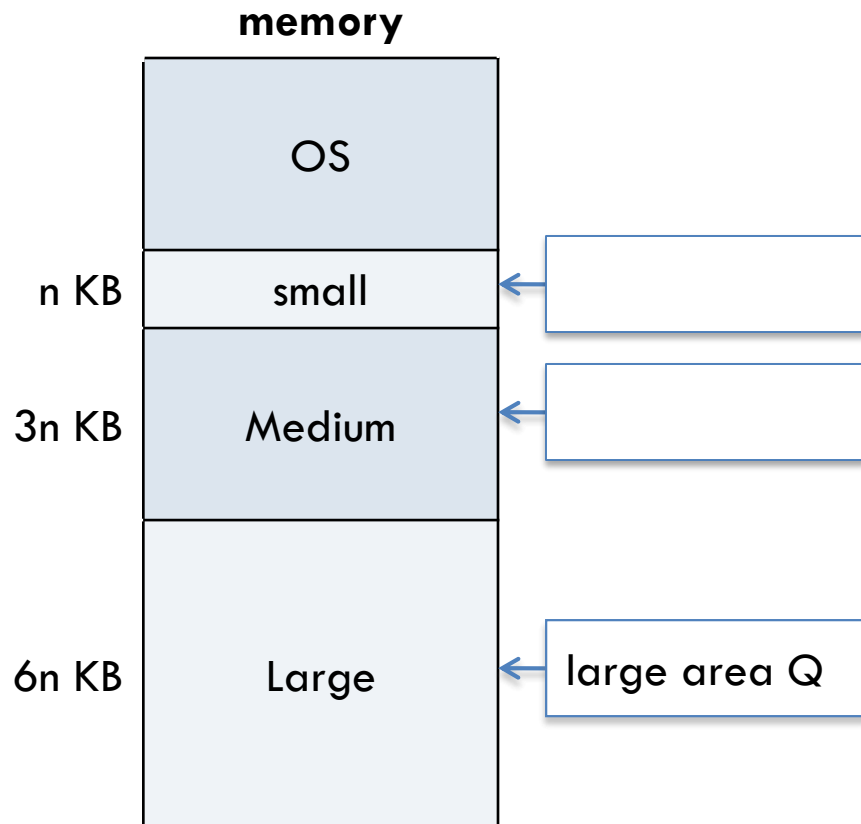 memory
OS
n KB
small
3n KB
Medium
6n KB
Large
large area Q